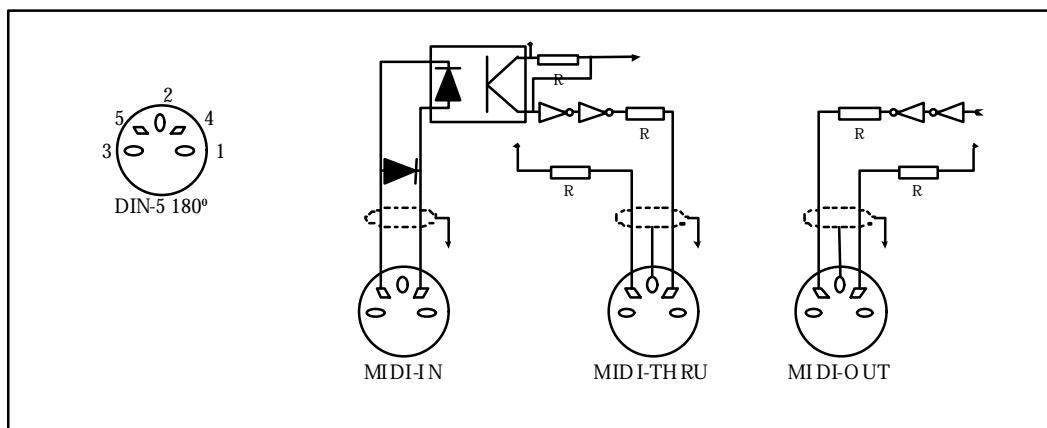 2
5 4
3 1
DIN-5 180º
R
R
R
R
R
MIDI-IN
MIDI-THRU
MIDI-OUT